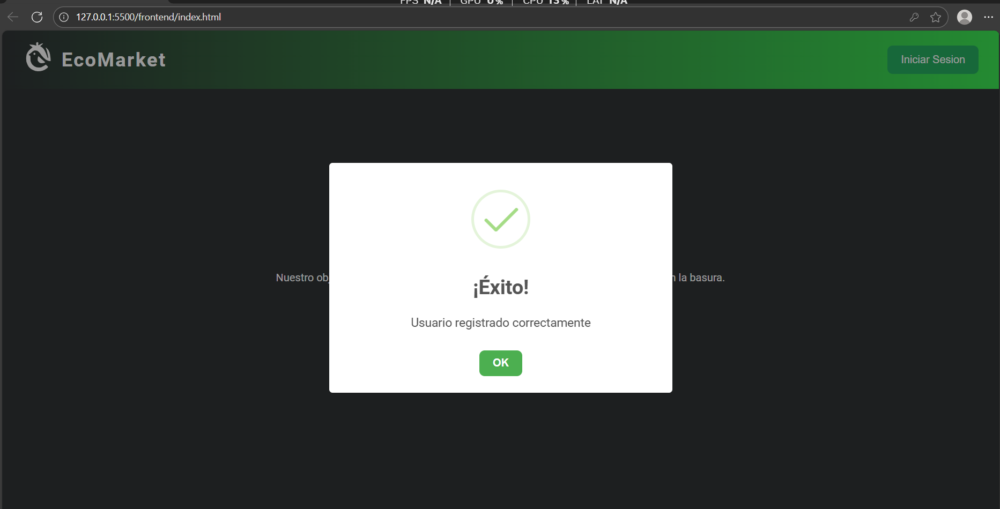 FPS N/A | GPU 0% | CPU 13% | LAT N/A
127.0.0.1:5500/frontend/index.html
EcoMarket
Iniciar Sesion
Nuestro
la basura.
¡Éxito!
Usuario registrado correctamente
OK